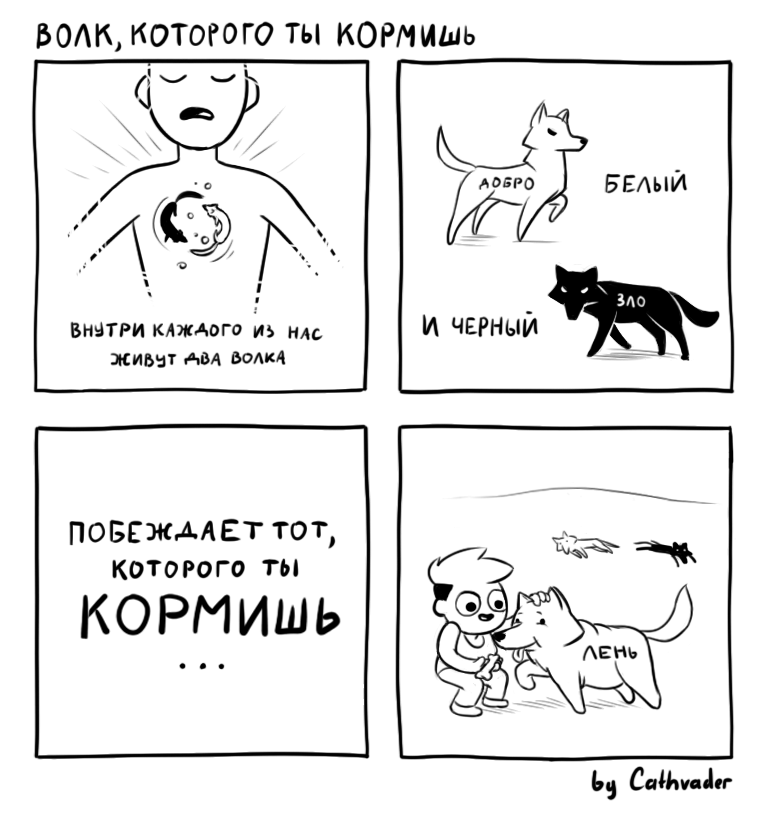 ВОЛК, КОТОРОГО ТЫ КОРМИШЬ
ВНУТРИ КАЖДОГО ИЗ НАС
ЖИВУТ ДВА ВОЛКА
ДОБРО
БЕЛЫЙ
ЗЛО
И ЧЕРНЫЙ
ПОБЕЖДАЕТ ТОТ,
КОТОРОГО ТЫ
КОРМИШЬ
...
ЛЕНЬ
by Cathvader